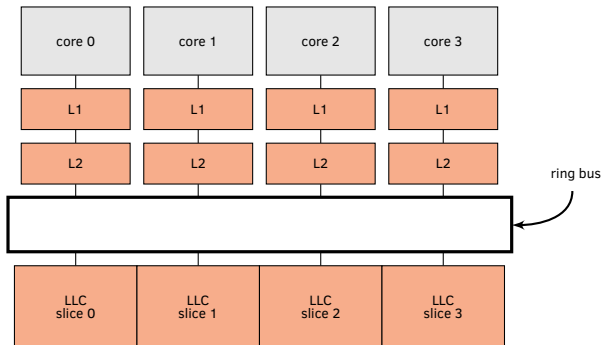 core 0
core 1
core 2
core 3
L1
L1
L1
L1
L2
L2
L2
L2
ring bus
LLC
slice 0
LLC
slice 1
LLC
slice 2
LLC
slice 3